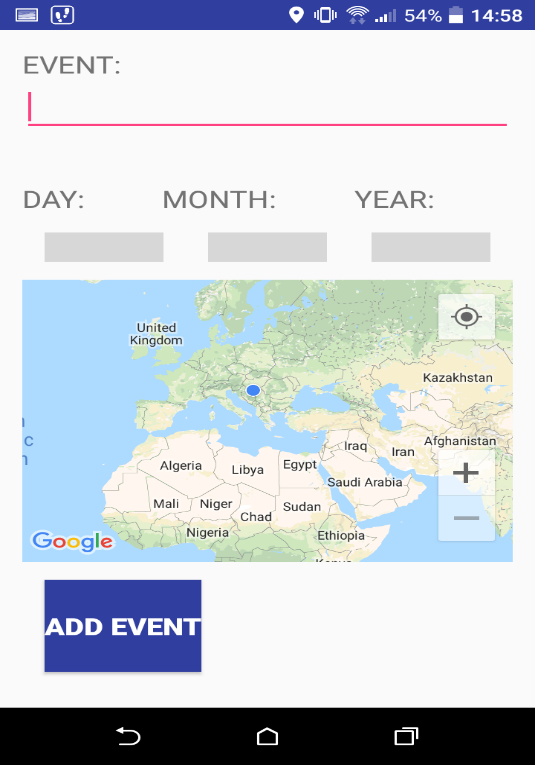 54% 14:58
EVENT:
DAY: MONTH: YEAR:
United
Kingdom
Kazakhstan
Afghanistan
Iraq
Iran
Algeria
Libya
Egypt
Saudi Arabia
Mali
Niger
Chad
Sudan
Nigeria
Ethiopia
Google
ADD EVENT